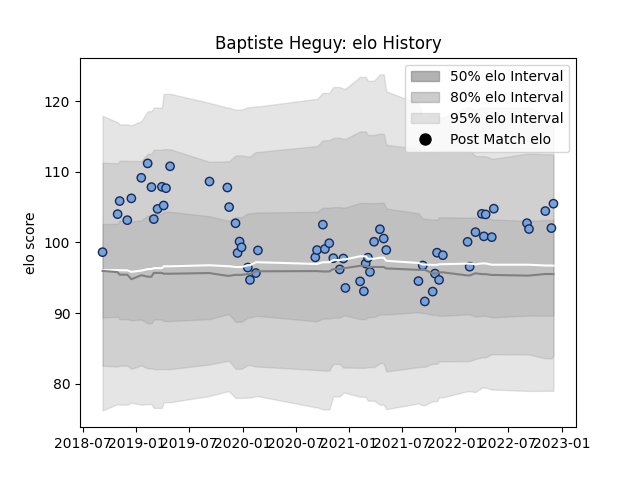 Baptiste Heguy: elo History
50% elo Interval
80% elo Interval
95% elo Interval
Post Match elo
elo score
120
110
100
90
80
2018-07 2019-01 2019-07 2020-01 2020-07 2021-01 2021-07 2022-01 2022-07 2023-01